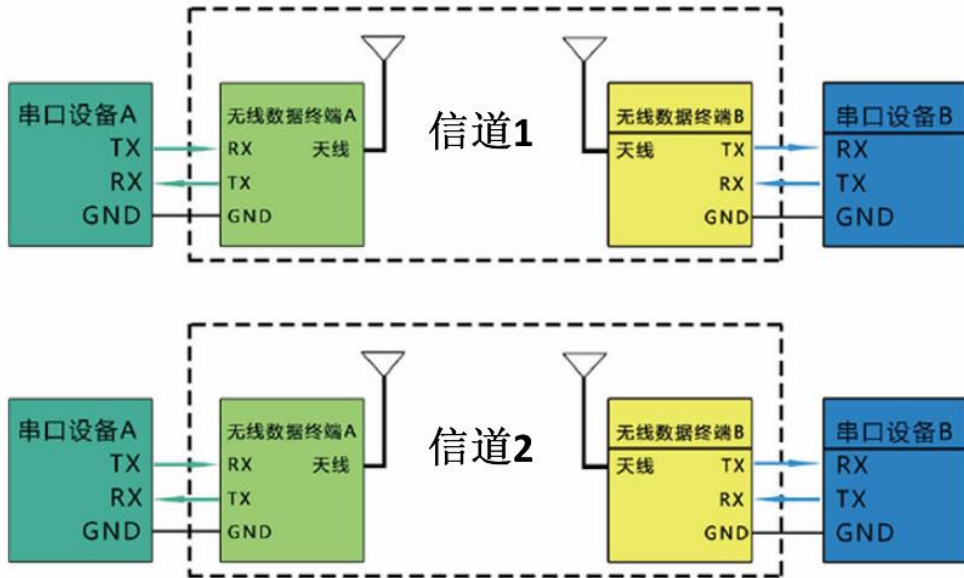 串口设备A
TX
RX
GND
无线数据终端A
RX 天线
TX
GND
信道1
无线数据终端B
天线 TX
RX
GND
串口设备B
RX
TX
GND
串口设备A
TX
RX
GND
无线数据终端A
RX 天线
TX
GND
信道2
无线数据终端B
天线 TX
RX
GND
串口设备B
RX
TX
GND